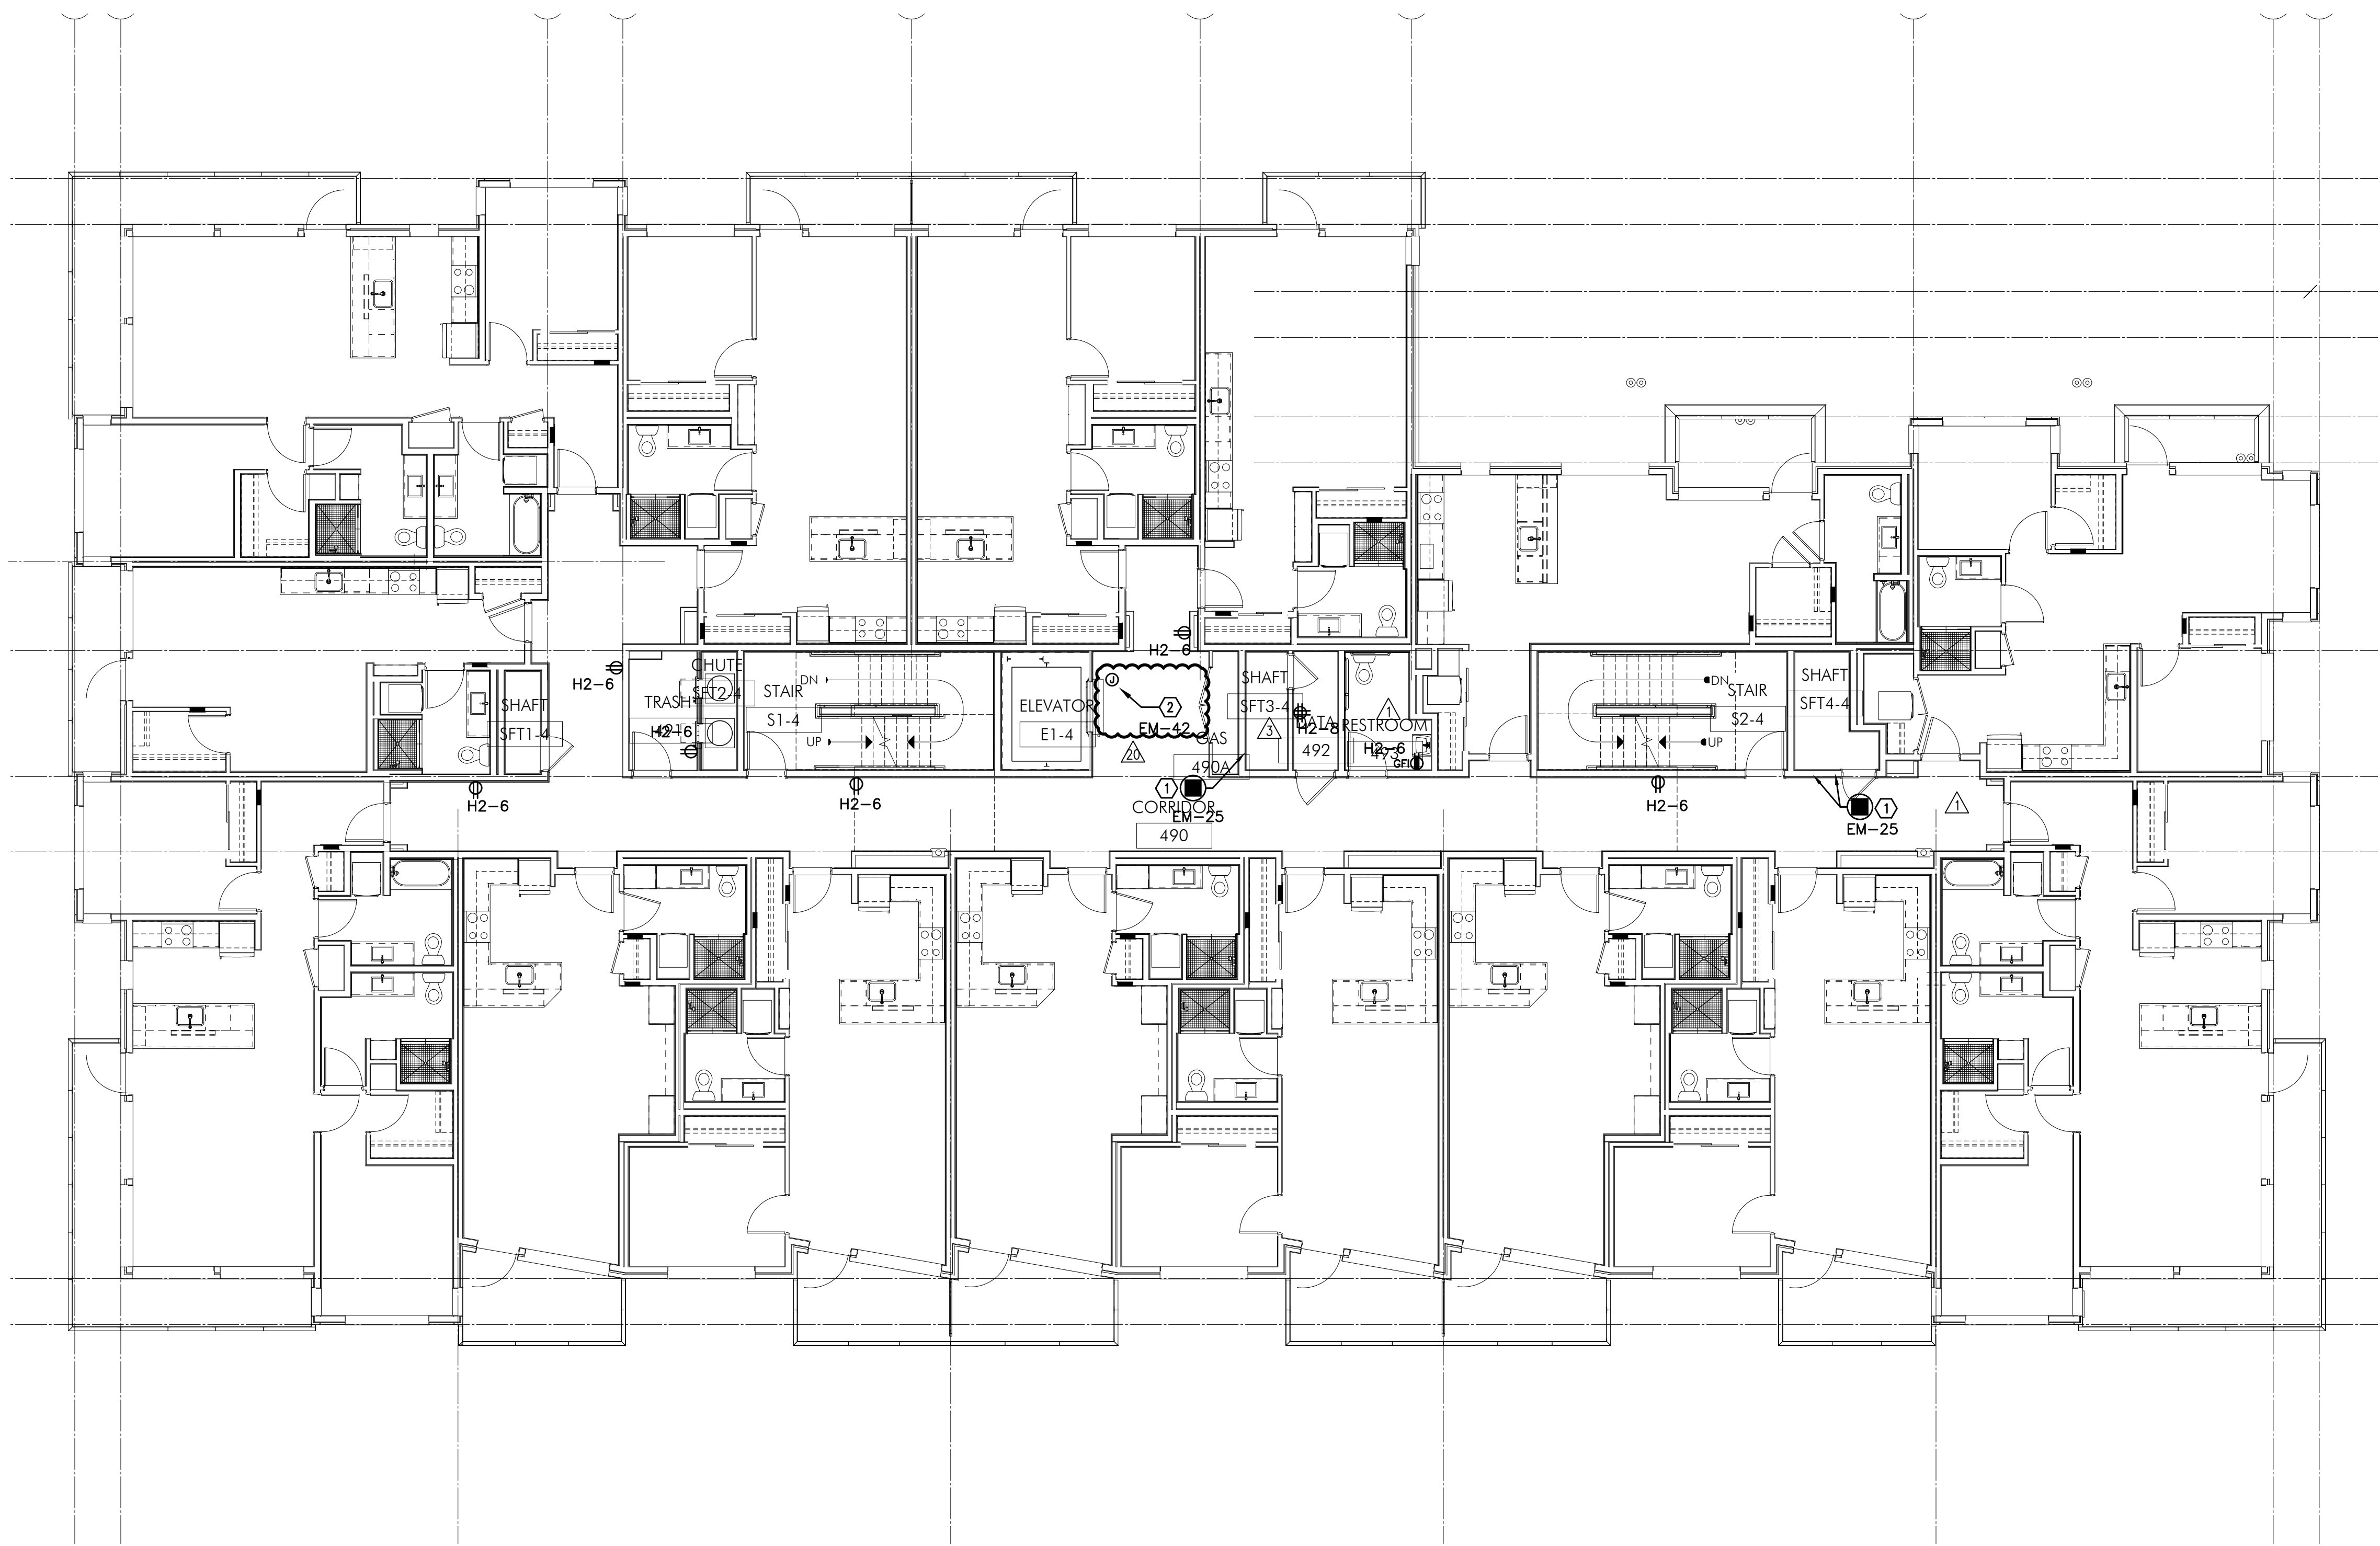 H2-6
CHUTE
SFT2-4
H2-6
TRASH
H2-6
STAIR
S1-4
DN
UP
ELEVATOR
E1-4
J
2
EM-42
20
GAS
490A
SHAFT
SFT3-4
3
H2-8
DATA
492
1
RESTROOM
H2-6
493
GFI
DN
STAIR
S2-4
UP
SHAFT
SFT4-4
SHAFT
SFT1-4
H2-6
H2-6
1
CORRIDOR
EM-25
490
H2-6
1
EM-25
1